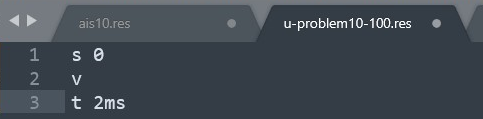 ais10.res
u-problem10-100.res
1 s 0
2 v
3 t 2ms